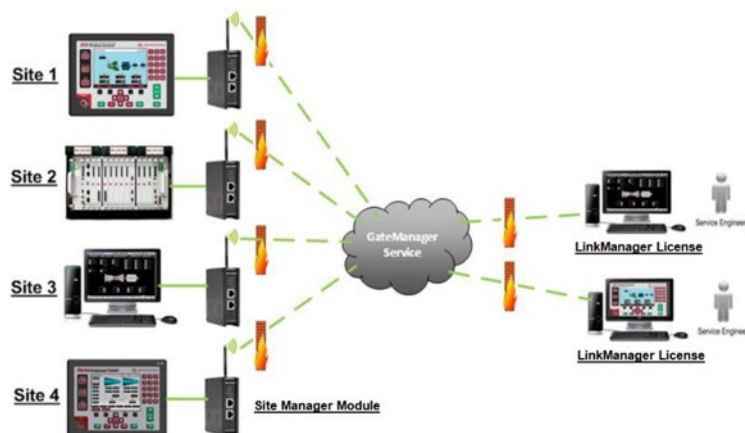 Site 1
Site 2
Site 3
Site 4
Site Manager Module
GateManager
Service
LinkManager License
Service Engineer
LinkManager License
Service Engineer